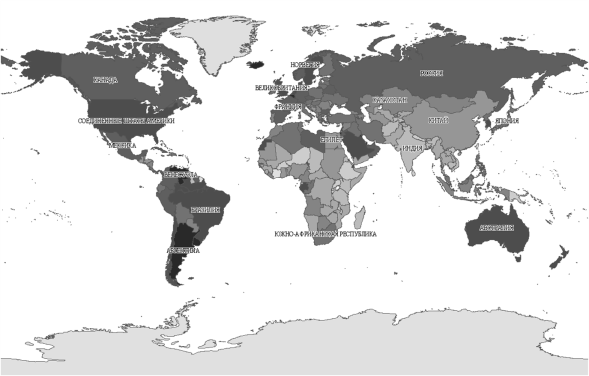 НОРВЕГИЯ
РОССИЯ
КАНАДА
ВЕЛИКОБРИТАНИЯ
КАЗАХСТАН
ФРАНЦИЯ
СОЕДИНЕННЫЕ ШТАТЫ АМЕРИКИ
КИТАЙ
ЯПОНИЯ
МЕКСИКА
ЕГИПЕТ
ИНДИЯ
ВЕНЕСУЭЛА
БРАЗИЛИЯ
АВСТРАЛИЯ
ЮЖНО-АФРИКАНСКАЯ РЕСПУБЛИКА
АРГЕНТИНА